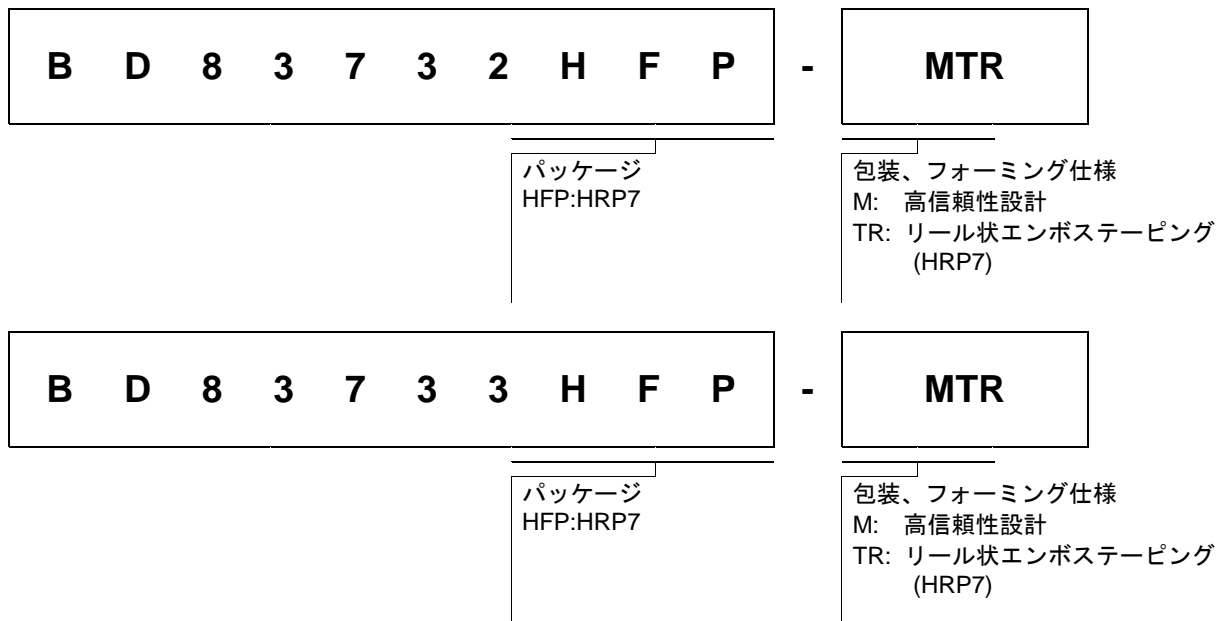 B D 8 3 7 3 2 H F P - MTR
パッケージ
HFP:HRP7
包装、フォーミング仕様
M: 高信頼性設計
TR: リール状エンボステーピング
(HRP7)
B D 8 3 7 3 3 H F P - MTR
パッケージ
HFP:HRP7
包装、フォーミング仕様
M: 高信頼性設計
TR: リール状エンボステーピング
(HRP7)